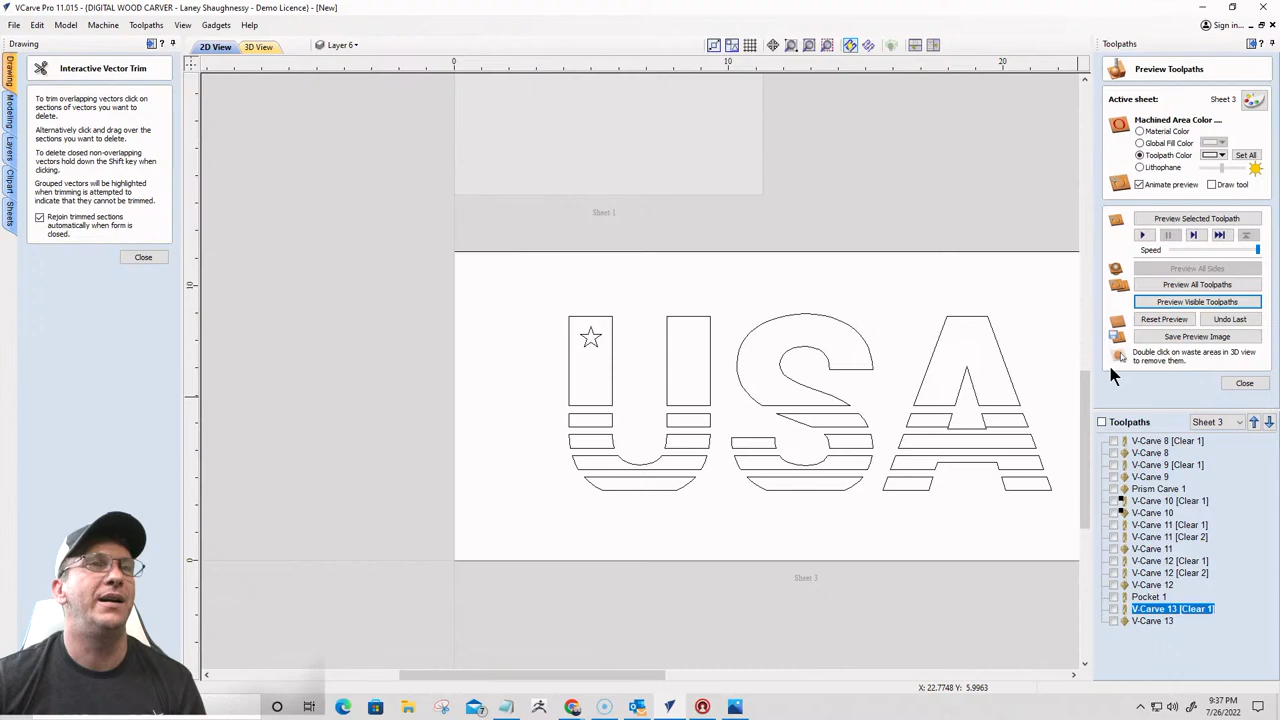 VCarve Pro 11.015 - {DIGITAL WOOD CARVER - Laney Shaughnessy - Demo Licence} - [New]
File Edit Model Machine Toolpaths View Gadgets Help
Sign in...
Drawing
2D View 3D View Layer 6
Toolpaths
Interactive Vector Trim
To trim overlapping vectors click on
sections of vectors you want to
delete.
Alternatively click and drag over the
sections you want to delete.
To delete closed non-overlapping
vectors hold down the Shift key when
clicking.
Grouped vectors will be highlighted
when trimming is attempted to
indicate that they cannot be trimmed.
Rejoin trimmed sections
automatically when form is
closed.
Close
Drawing
Modeling
Layers
Clipart
Sheets
0 10 20
10
0
Sheet 1
USA
Sheet 3
Preview Toolpaths
Active sheet: Sheet 3
Machined Area Color ....
Material Color
Global Fill Color
Toolpath Color Set All
Lithophane
Animate preview Draw tool
Preview Selected Toolpath
Speed
Preview All Sides
Preview All Toolpaths
Preview Visible Toolpaths
Reset Preview Undo Last
Save Preview Image
Double click on waste areas in 3D view
to remove them.
Close
Toolpaths Sheet 3
V-Carve 8 [Clear 1]
V-Carve 8
V-Carve 9 [Clear 1]
V-Carve 9
Prism Carve 1
V-Carve 10 [Clear 1]
V-Carve 10
V-Carve 11 [Clear 1]
V-Carve 11 [Clear 2]
V-Carve 11
V-Carve 12 [Clear 1]
V-Carve 12 [Clear 2]
V-Carve 12
Pocket 1
V-Carve 13 [Clear 1]
V-Carve 13
X: 22.7748 Y: 5.9963
7
9:37 PM
7/26/2022